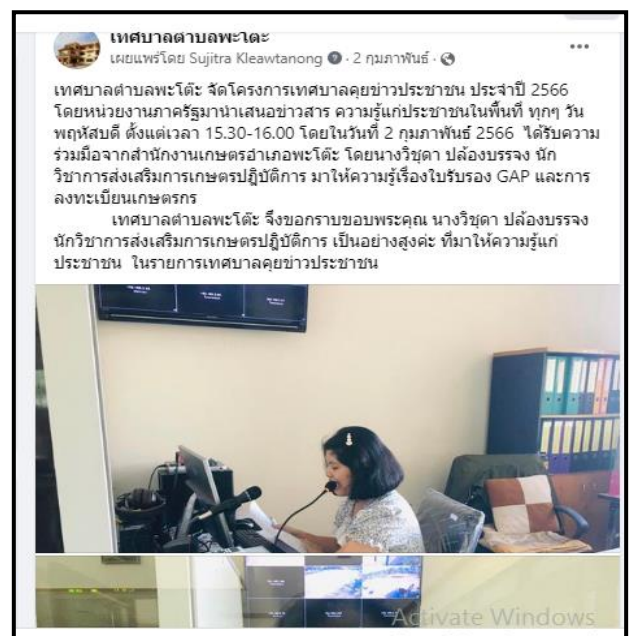 เทศบาลตำบลพะโต๊ะ
เผยแพร่โดย Sujitra Kleawtanong · 2 กุมภาพันธ์ ·
เทศบาลตำบลพะโต๊ะ จัดโครงการเทศบาลคุยข่าวประชาชน ประจำปี 2566
โดยหน่วยงานภาครัฐมานำเสนอข่าวสาร ความรู้แก่ประชาชนในพื้นที่ ทุกๆ วัน
พฤหัสบดี ตั้งแต่เวลา 15.30-16.00 โดยในวันที่ 2 กุมภาพันธ์ 2566 ได้รับความ
ร่วมมือจากสำนักงานเกษตรอำเภอพะโต๊ะ โดยนางวิชุดา ปล้องบรรจง นัก
วิชาการส่งเสริมการเกษตรปฎิบัติการ มาให้ความรู้เรื่องใบรับรอง GAP และการ
ลงทะเบียนเกษตรกร
เทศบาลตำบลพะโต๊ะ จึงขอกราบขอบพระคุณ นางวิชุดา ปล้องบรรจง
นักวิชาการส่งเสริมการเกษตรปฎิบัติการ เป็นอย่างสูงค่ะ ที่มาให้ความรู้แก่
ประชาชน ในรายการเทศบาลคุยข่าวประชาชน
Activate Windows